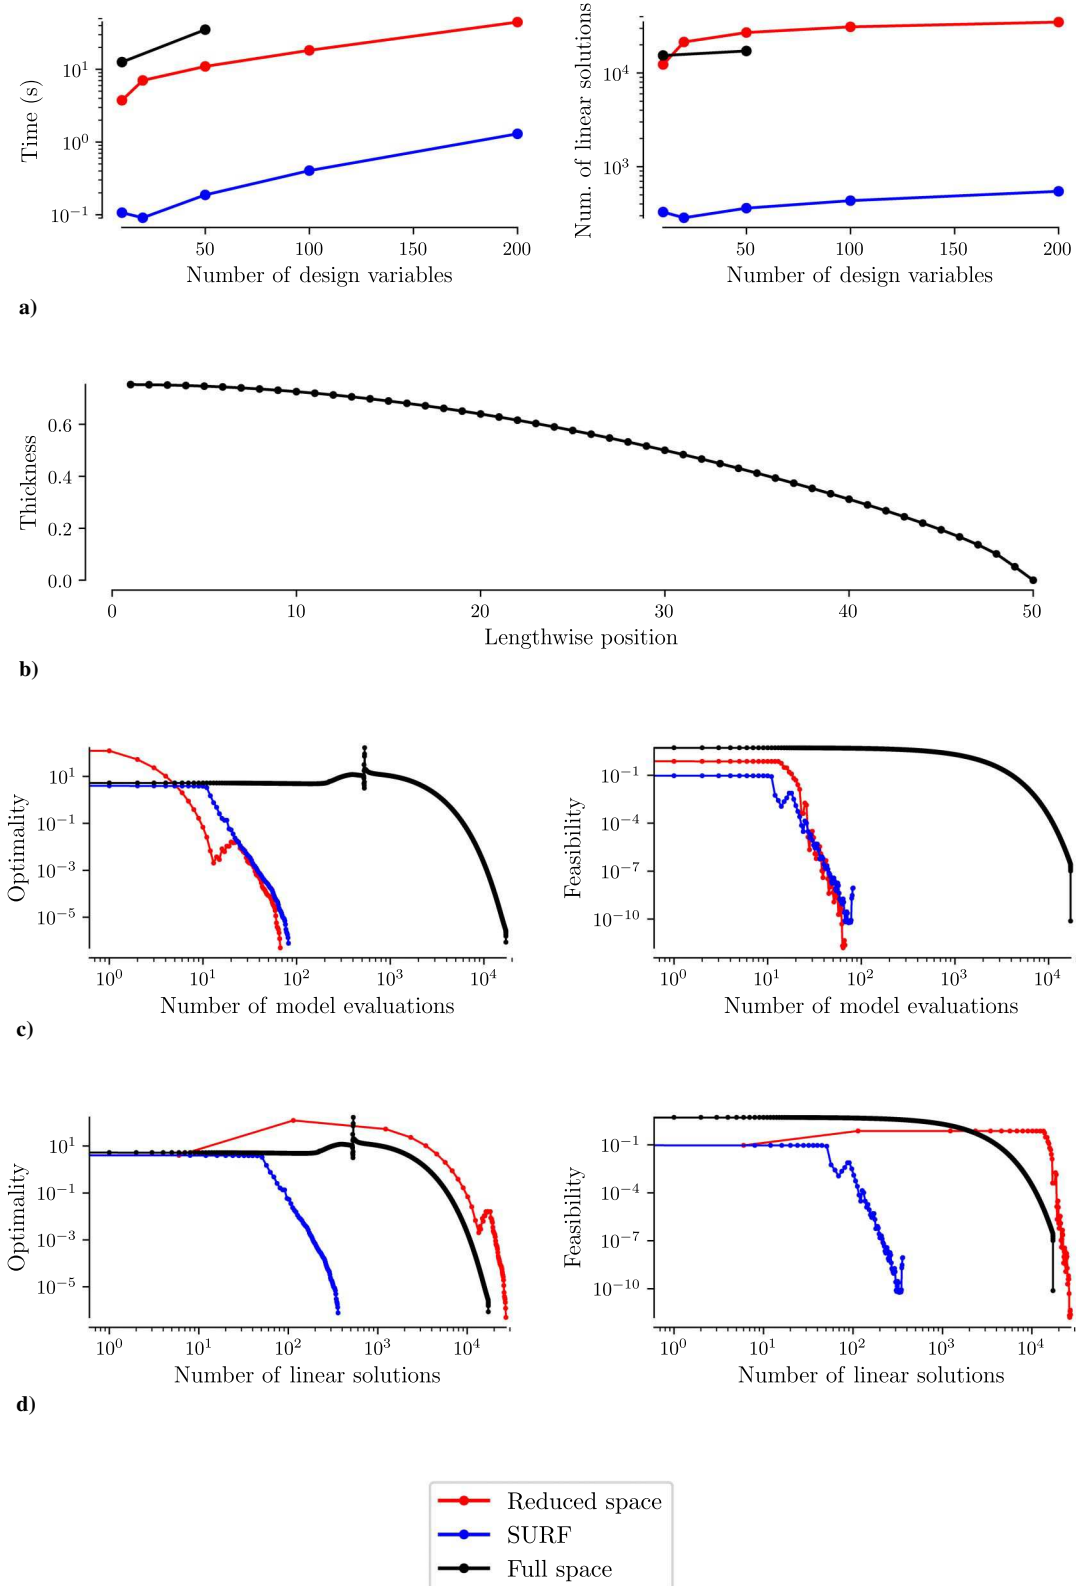 Time (s)
10^1
10^0
10^-1
50 100 150 200
Number of design variables
Num. of linear solutions
10^4
10^3
50 100 150 200
Number of design variables
a)
Thickness
0.6
0.4
0.2
0.0
0 10 20 30 40 50
Lengthwise position
b)
Optimality
10^1
10^-1
10^-3
10^-5
10^0 10^1 10^2 10^3 10^4
Number of model evaluations
Feasibility
10^-1
10^-4
10^-7
10^-10
10^0 10^1 10^2 10^3 10^4
Number of model evaluations
c)
Optimality
10^1
10^-1
10^-3
10^-5
10^0 10^1 10^2 10^3 10^4
Number of linear solutions
Feasibility
10^-1
10^-4
10^-7
10^-10
10^0 10^1 10^2 10^3 10^4
Number of linear solutions
d)
Reduced space
SURF
Full space